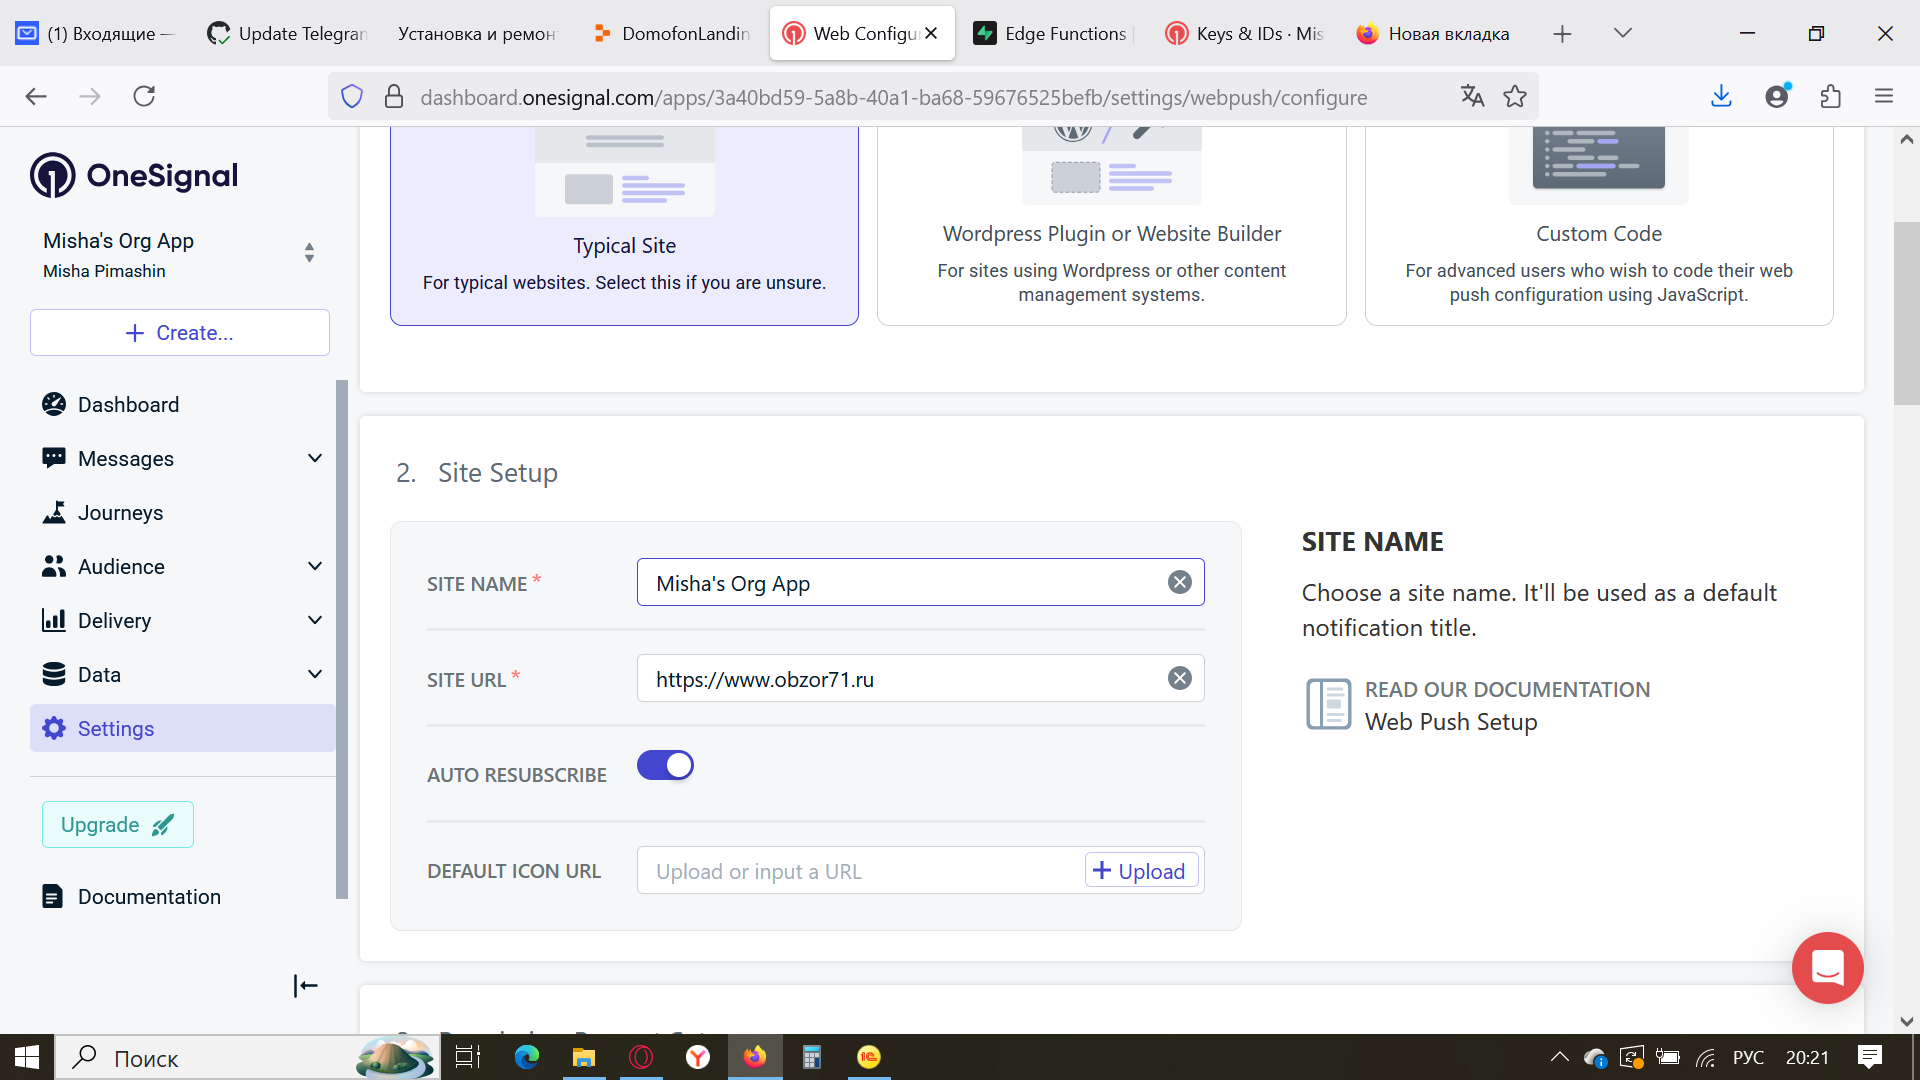 (1) Входящие —
Update Telegran
Установка и ремон
DomofonLandin
Web Configu
Edge Functions
Keys & IDs · Mis
Новая вкладка
dashboard.onesignal.com/apps/3a40bd59-5a8b-40a1-ba68-59676525befb/settings/webpush/configure
OneSignal
Misha's Org App
Misha Pimashin
Create...
Dashboard
Messages
Journeys
Audience
Delivery
Data
Settings
Upgrade
Documentation
Typical Site
For typical websites. Select this if you are unsure.
Wordpress Plugin or Website Builder
For sites using Wordpress or other content
management systems.
Custom Code
For advanced users who wish to code their web
push configuration using JavaScript.
2. Site Setup
SITE NAME *
Misha's Org App
SITE URL *
https://www.obzor71.ru
AUTO RESUBSCRIBE
DEFAULT ICON URL
Upload or input a URL
+ Upload
SITE NAME
Choose a site name. It'll be used as a default
notification title.
READ OUR DOCUMENTATION
Web Push Setup
Поиск
РУС
20:21